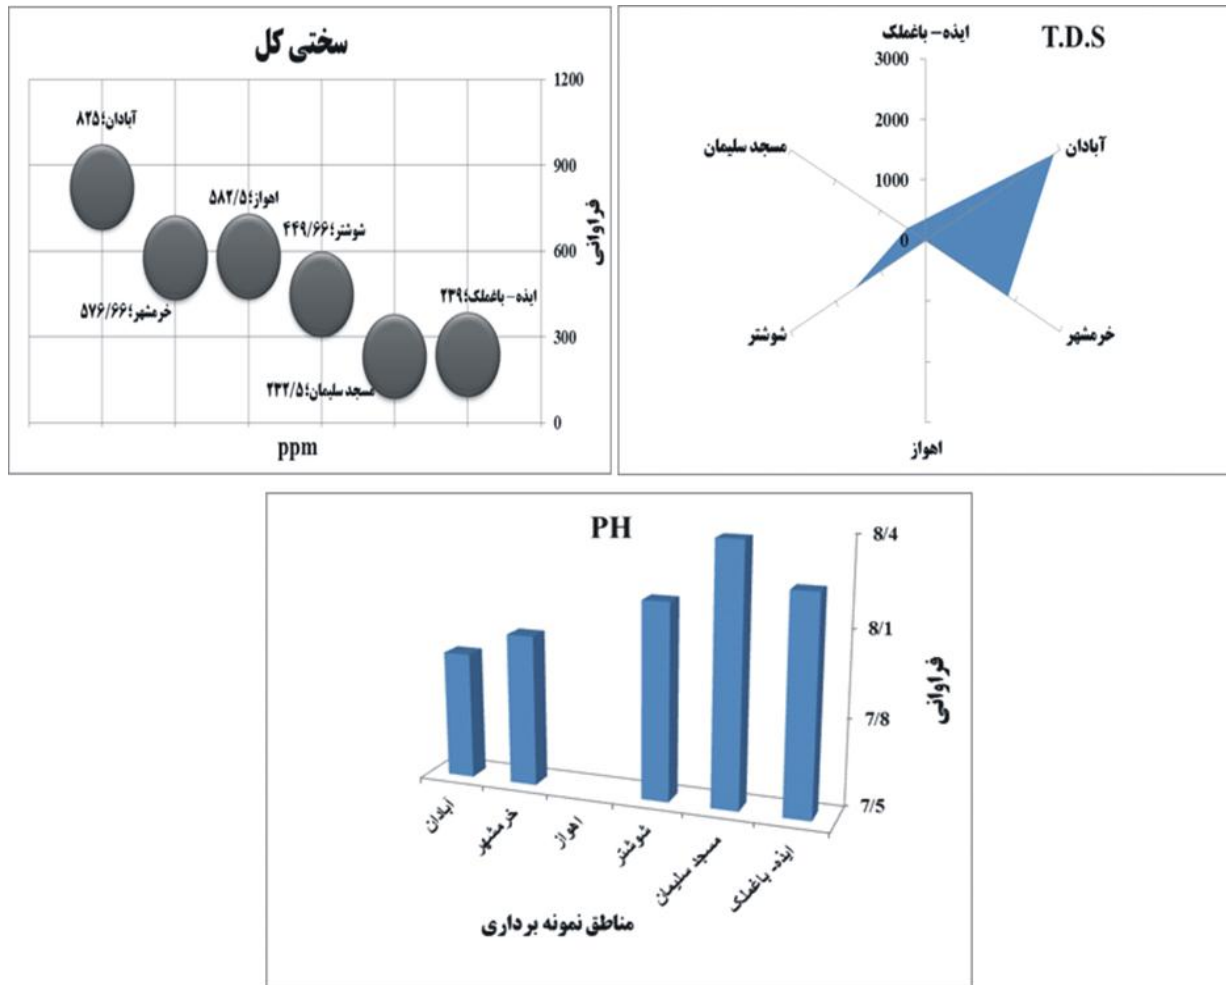 سختی کل
1200
900
600
300
0
فراوانی
آبادان؛۸۲۵
اهواز؛۵۸۲/۵
شوشتر؛۴۴۹/۶۶
خرمشهر؛۵۷۶/۶۶
ایذه – باغملک؛۲۳۹
مسجد سلیمان؛۲۳۲/۵
ppm
T.D.S
ایذه – باغملک
3000
2000
1000
0
مسجد سلیمان
آبادان
شوشتر
خرمشهر
اهواز
PH
8/4
8/1
7/8
7/5
فراوانی
آبادان
خرمشهر
اهواز
شوشتر
مسجد سلیمان
ایذه- باغملک
مناطق نمونه برداری